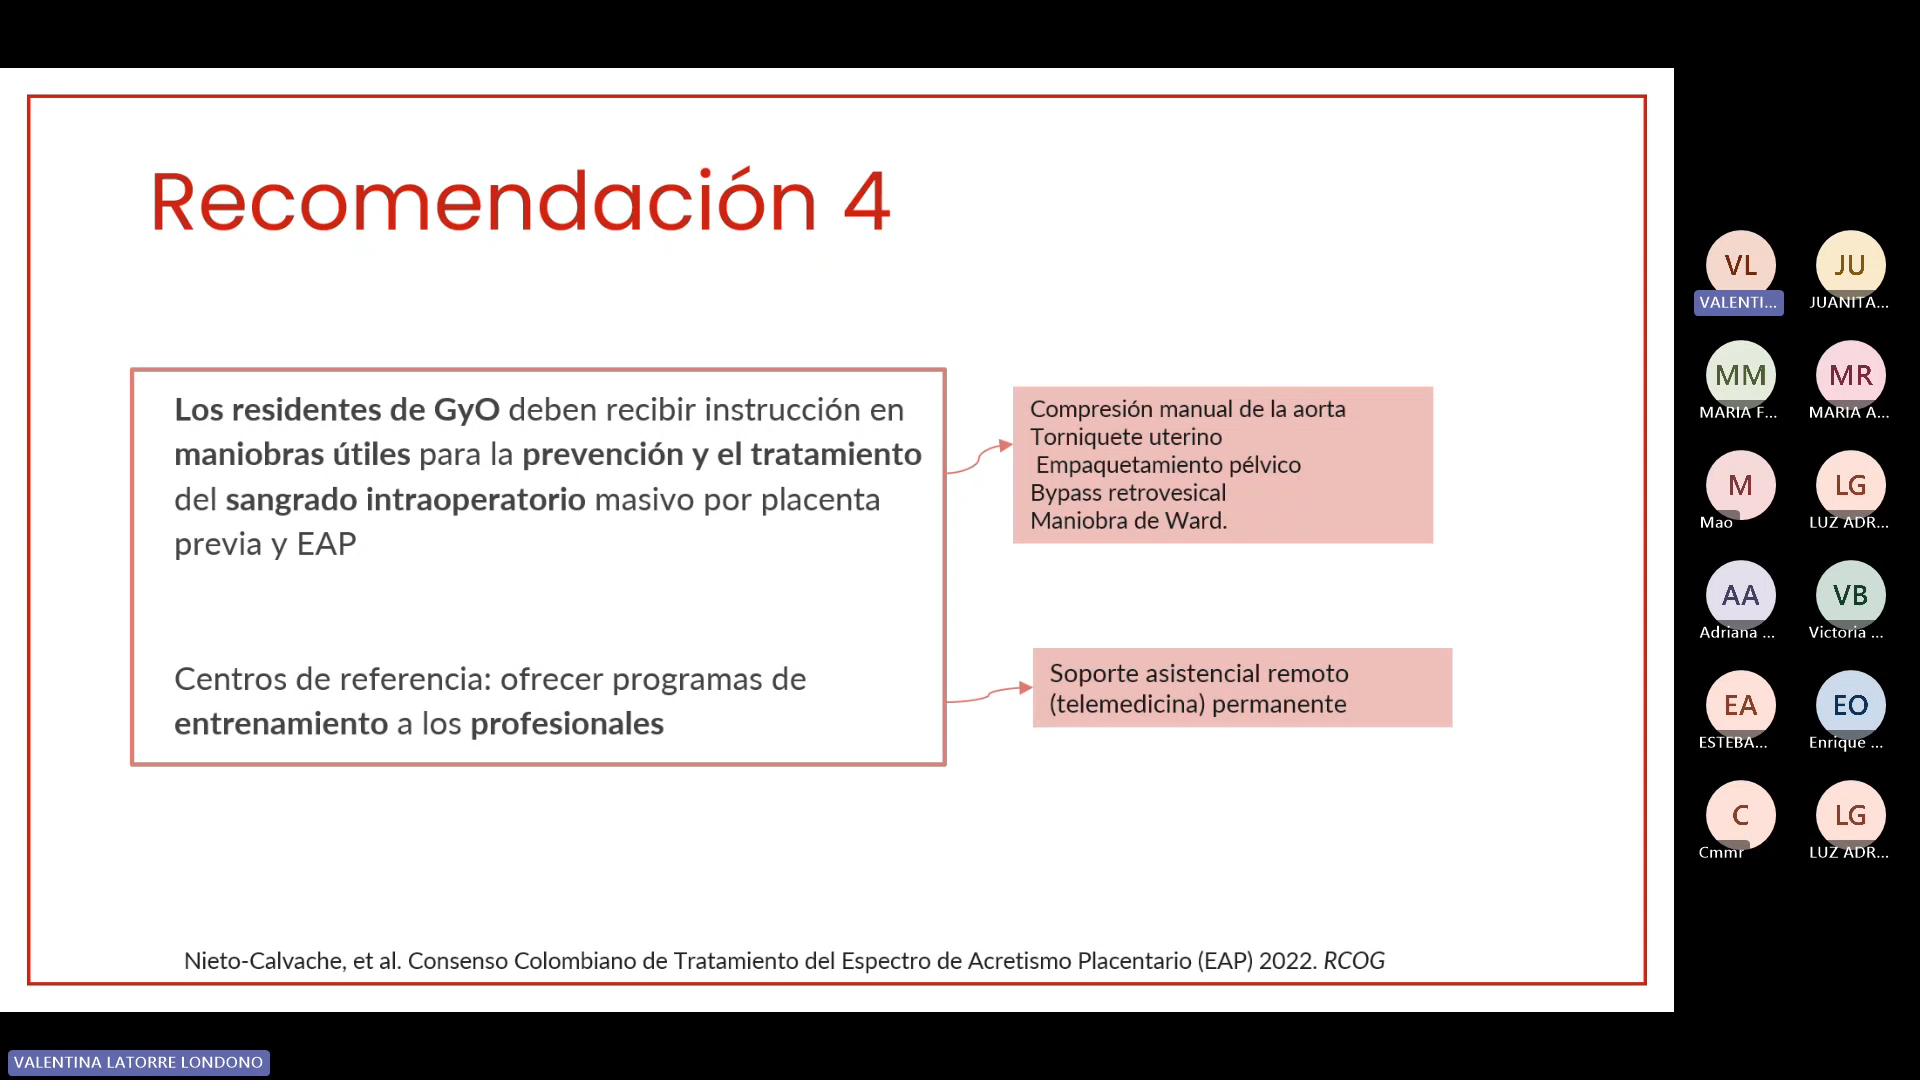 Recomendación 4
Los residentes de GyO deben recibir instrucción en
maniobras útiles para la prevención y el tratamiento
del sangrado intraoperatorio masivo por placenta
previa y EAP
Centros de referencia: ofrecer programas de
entrenamiento a los profesionales
Compresión manual de la aorta
Torniquete uterino
Empaquetamiento pélvico
Bypass retrovesical
Maniobra de Ward.
Soporte asistencial remoto
(telemedicina) permanente
Nieto-Calvache, et al. Consenso Colombiano de Tratamiento del Espectro de Acretismo Placentario (EAP) 2022. RCOG
VL JU
VALENTI... JUANITA...
MM MR
MARIA F... MARIA A...
M LG
Mao LUZ ADR...
AA VB
Adriana ... Victoria ...
EA EO
ESTEBA... Enrique ...
C LG
Cmmr LUZ ADR...
VALENTINA LATORRE LONDONO